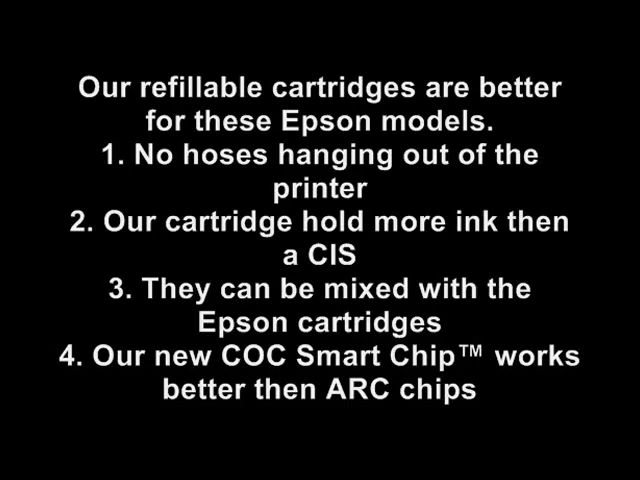 Our refillable cartridges are better
for these Epson models.
1. No hoses hanging out of the
printer
2. Our cartridge hold more ink then
a CIS
3. They can be mixed with the
Epson cartridges
4. Our new COC Smart Chip™ works
better then ARC chips